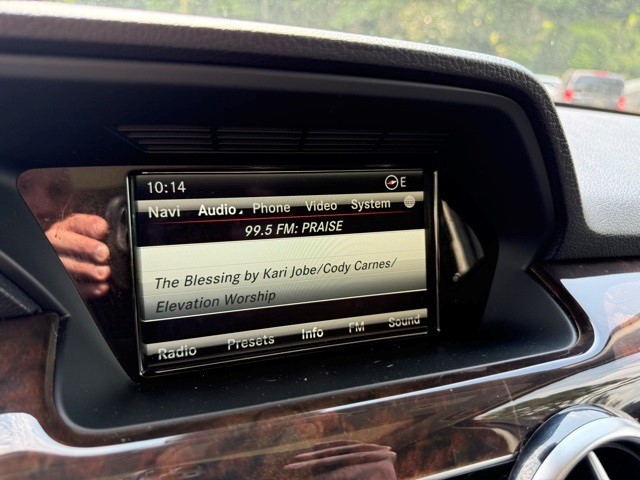 10:14 E
Navi Audio Phone Video System
99.5 FM: PRAISE
The Blessing by Kari Jobe/Cody Carnes/
Elevation Worship
Radio Presets Info FM Sound